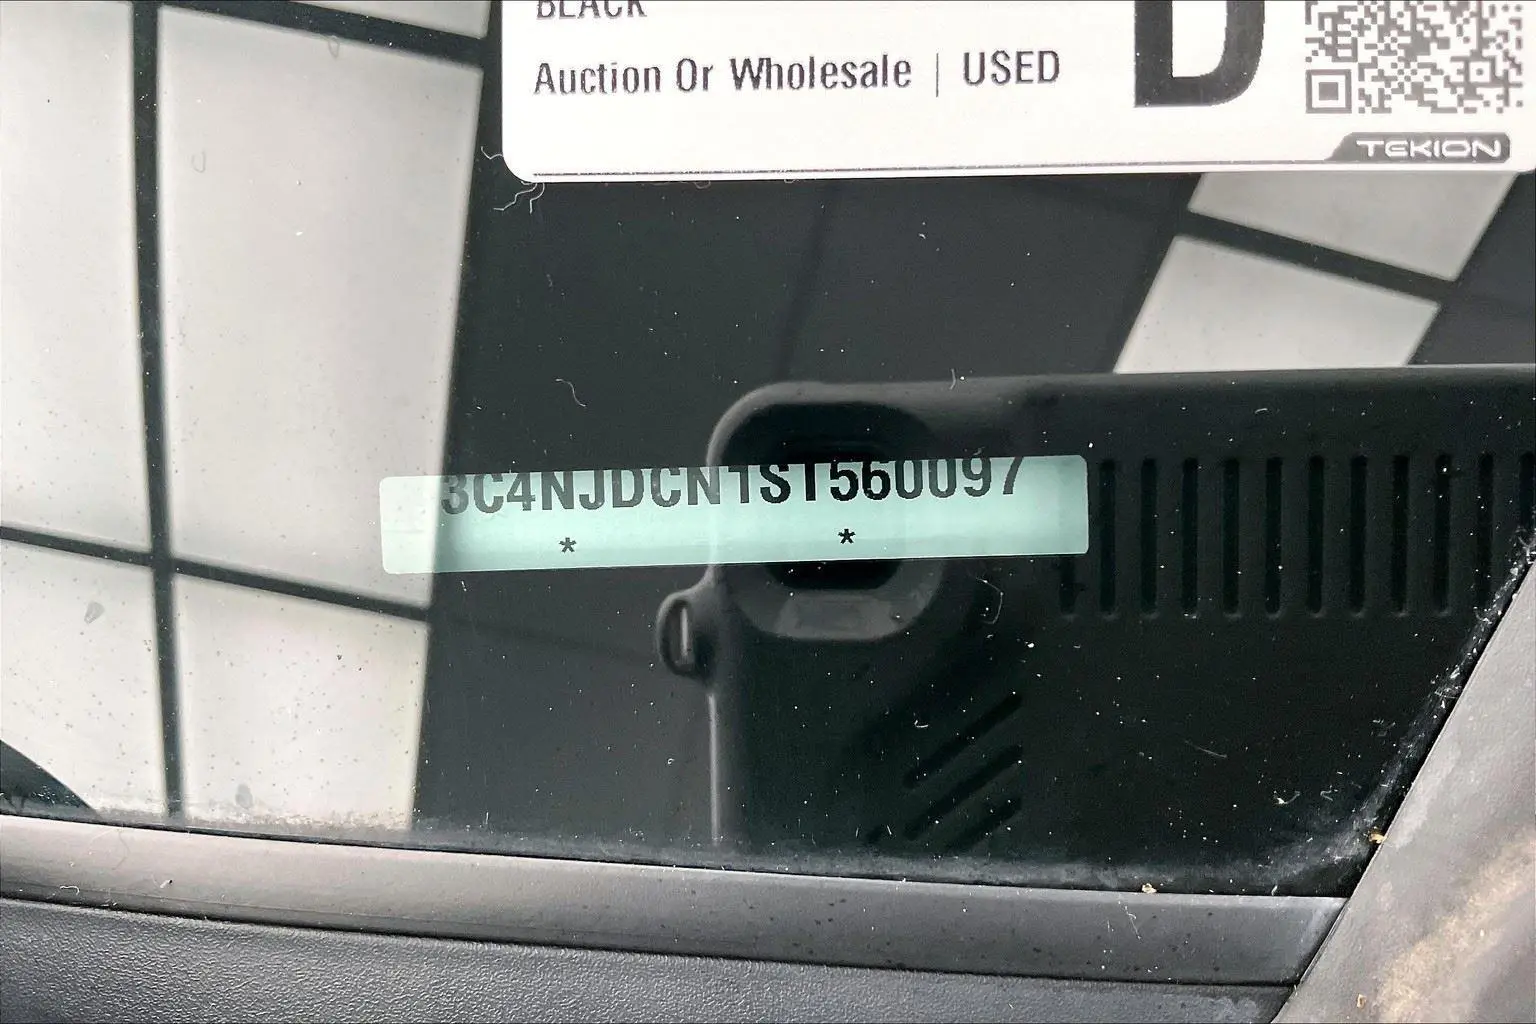 BLACK
Auction Or Wholesale | USED
D
TEKION
3C4NJDCN1ST560097
* *